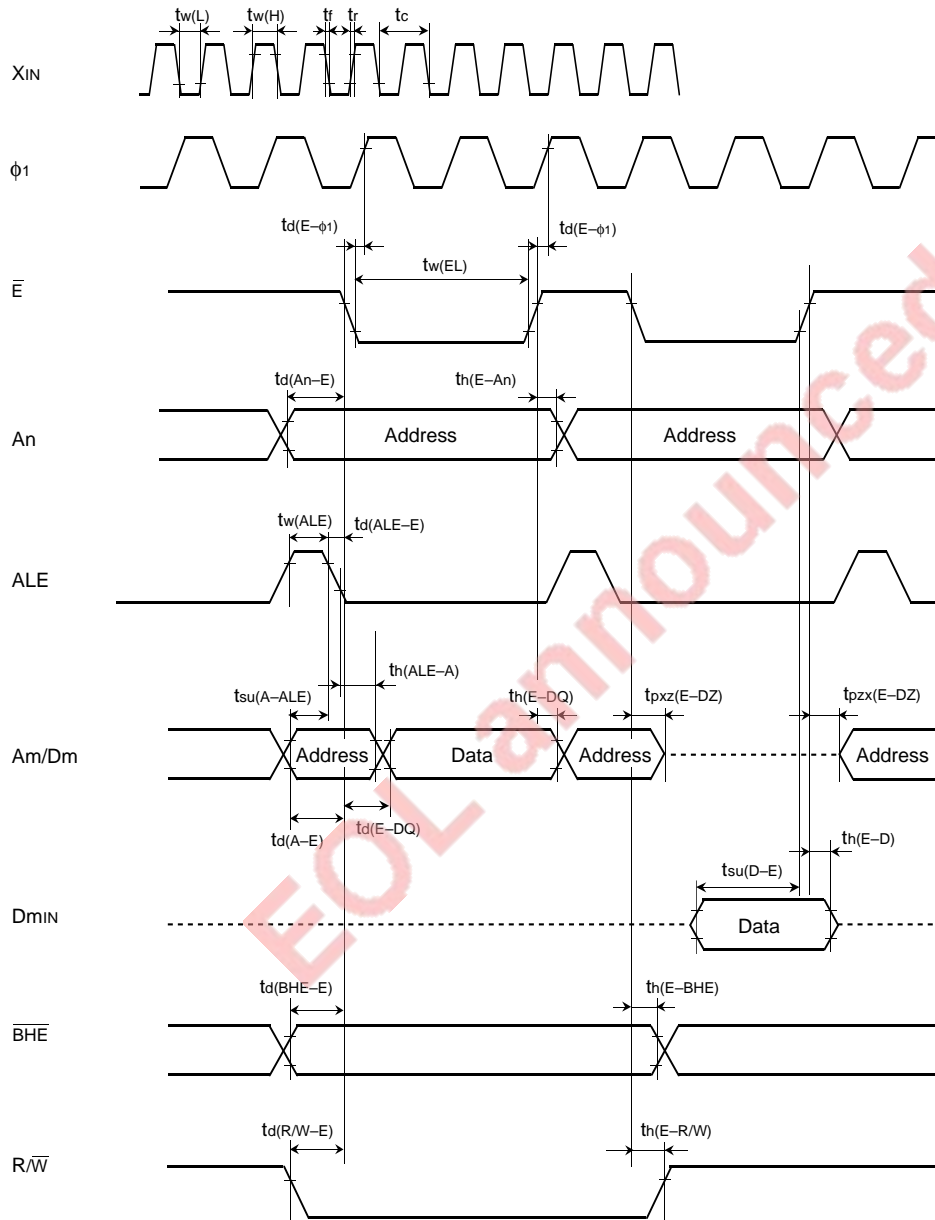 tw(L) tw(H) tf tr tc
XIN
ϕ1
td(E–ϕ1) td(E–ϕ1)
tw(EL)
E̅
td(An–E) th(E–An)
An Address Address
tw(ALE) td(ALE–E)
ALE
th(ALE–A)
tsu(A–ALE) th(E–DQ) tpxz(E–DZ) tpzx(E–DZ)
Am/Dm Address Data Address Address
td(A–E) td(E–DQ)
th(E–D)
tsu(D–E)
DmIN Data
td(BHE–E) th(E–BHE)
B̅H̅E̅
td(R/W–E) th(E–R/W)
R/W̅
EOL announced